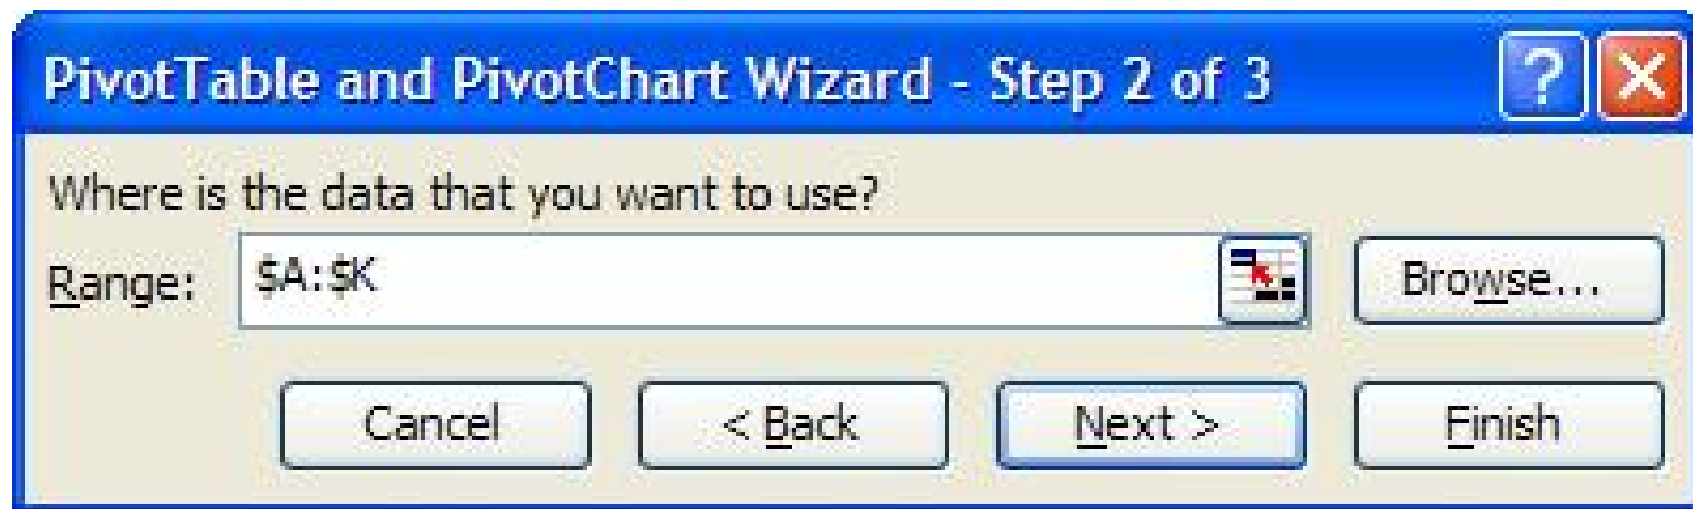 PivotTable and PivotChart Wizard - Step 2 of 3 ?
Where is the data that you want to use?
Range: $A:$K Browse...
Cancel < Back Next > Finish